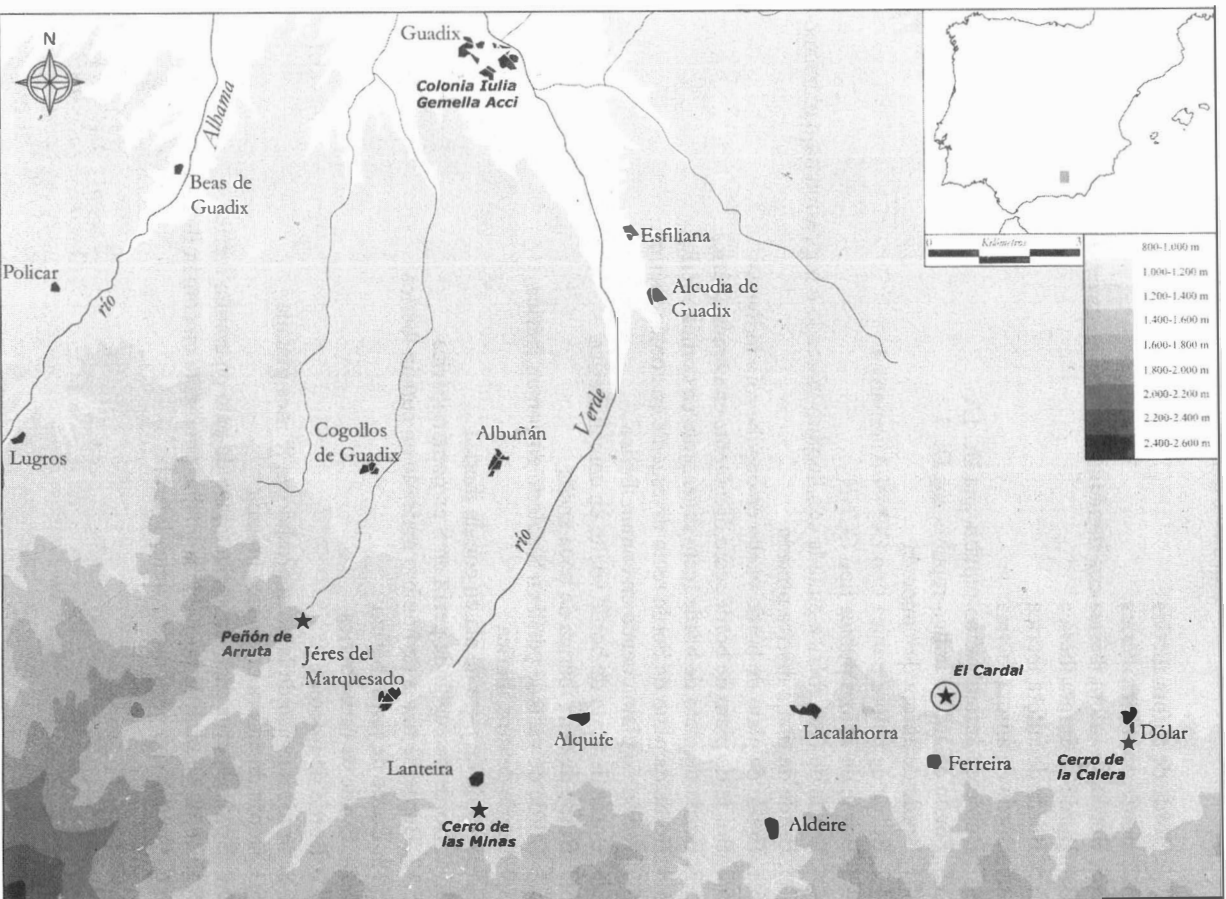 N
Guadix
Colonia Iulia
Gemella Acci
Alhama
río
Beas de
Guadix
Policar
Lugros
Esfiliana
Alcudia de
Guadix
Cogollos
de Guadix
Albuñán
Verde
río
Peñón de
Arruta
Jéres del
Marquesado
Lanteira
Cerro de
las Minas
Alquife
Lacalahorra
El Cardal
Ferreira
Dólar
Cerro de
la Calera
Aldeire
0 Kilómetros 3
800-1.000 m
1.000-1.200 m
1.200-1.400 m
1.400-1.600 m
1.600-1.800 m
1.800-2.000 m
2.000-2.200 m
2.200-2.400 m
2.400-2.600 m